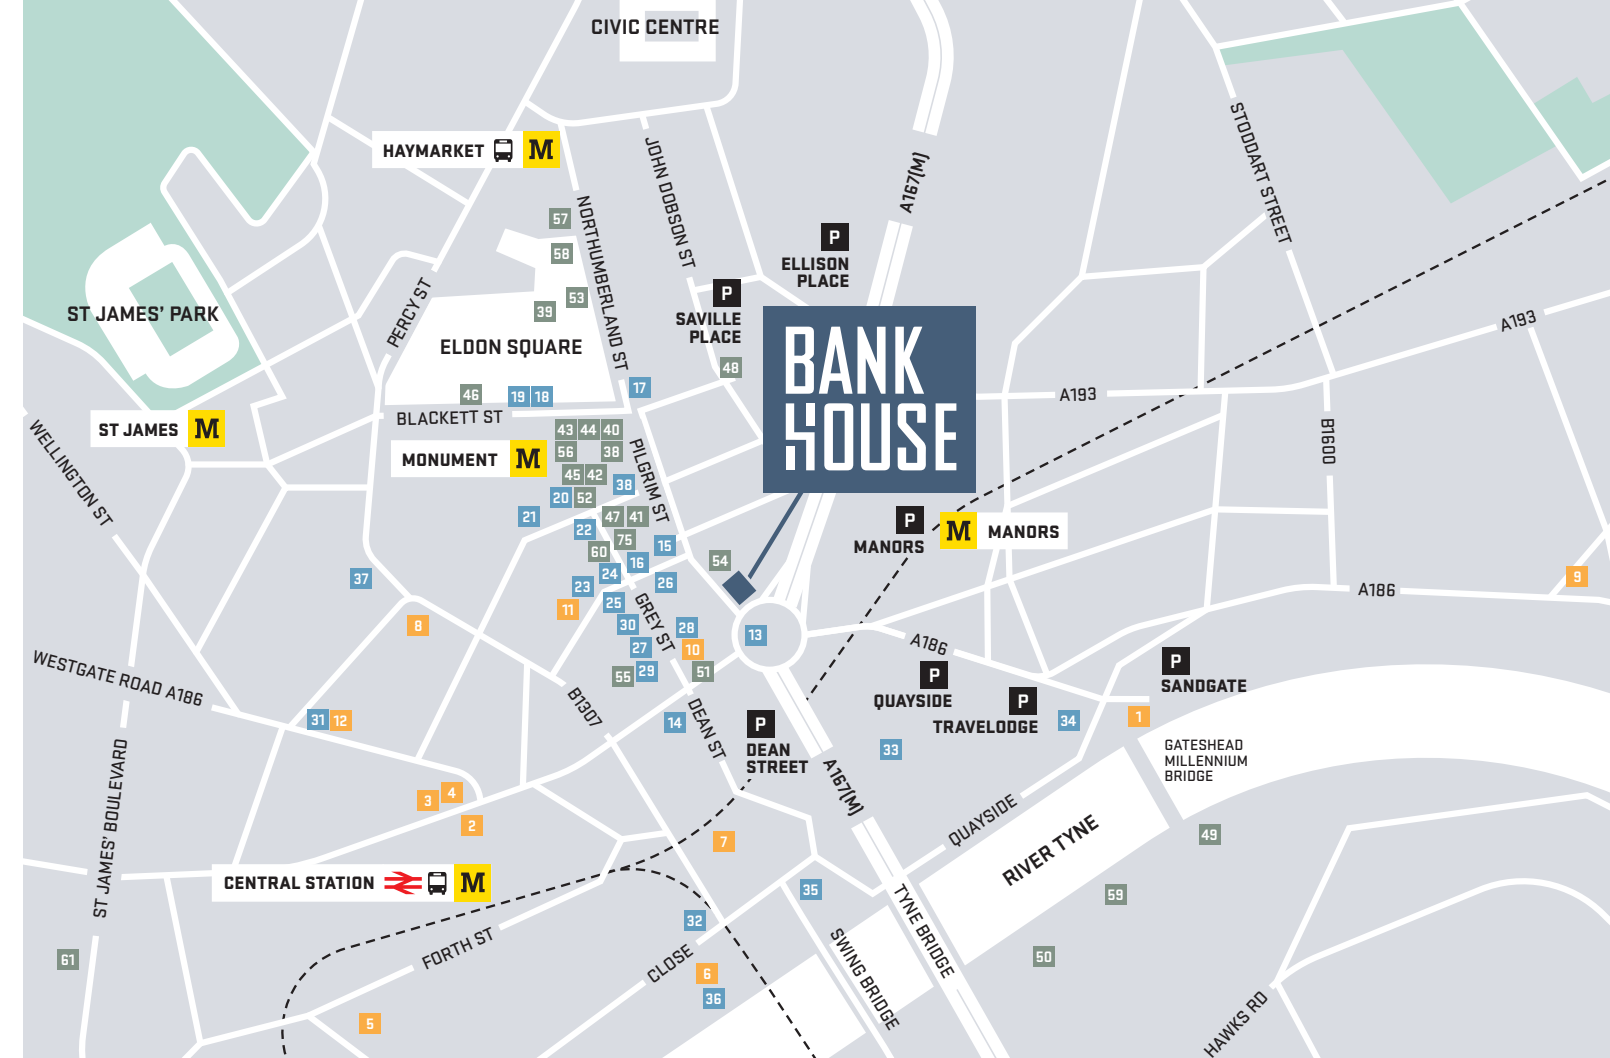 CIVIC CENTRE
HAYMARKET M
JOHN DOBSON ST
A167(M)
STODDART STREET
57
NORTHUMBERLAND ST
58
P
ELLISON
PLACE
P
SAVILLE
PLACE
53
39
ST JAMES' PARK
PERCY ST
ELDON SQUARE
BANK
HOUSE
A193
48
46
19
18
17
A193
BLACKETT ST
ST JAMES M
WELLINGTON ST
43
44
40
56
38
MONUMENT M
PILGRIM ST
B1600
45
42
38
20
52
21
47
41
22
75
60
15
16
54
P
MANORS
M MANORS
37
24
23
26
11
25
GREY ST
30
28
13
8
27
10
55
29
51
9
A186
A186
WESTGATE ROAD A186
P
QUAYSIDE
P
SANDGATE
P
TRAVELODGE
34
1
31
12
B1307
14
DEAN ST
P
DEAN
STREET
33
GATESHEAD
MILLENNIUM
BRIDGE
A167(M)
ST JAMES' BOULEVARD
3
4
2
7
QUAYSIDE
RIVER TYNE
49
CENTRAL STATION M
35
59
TYNE BRIDGE
32
SWING BRIDGE
FORTH ST
CLOSE
61
50
6
36
5
HAWKS RD